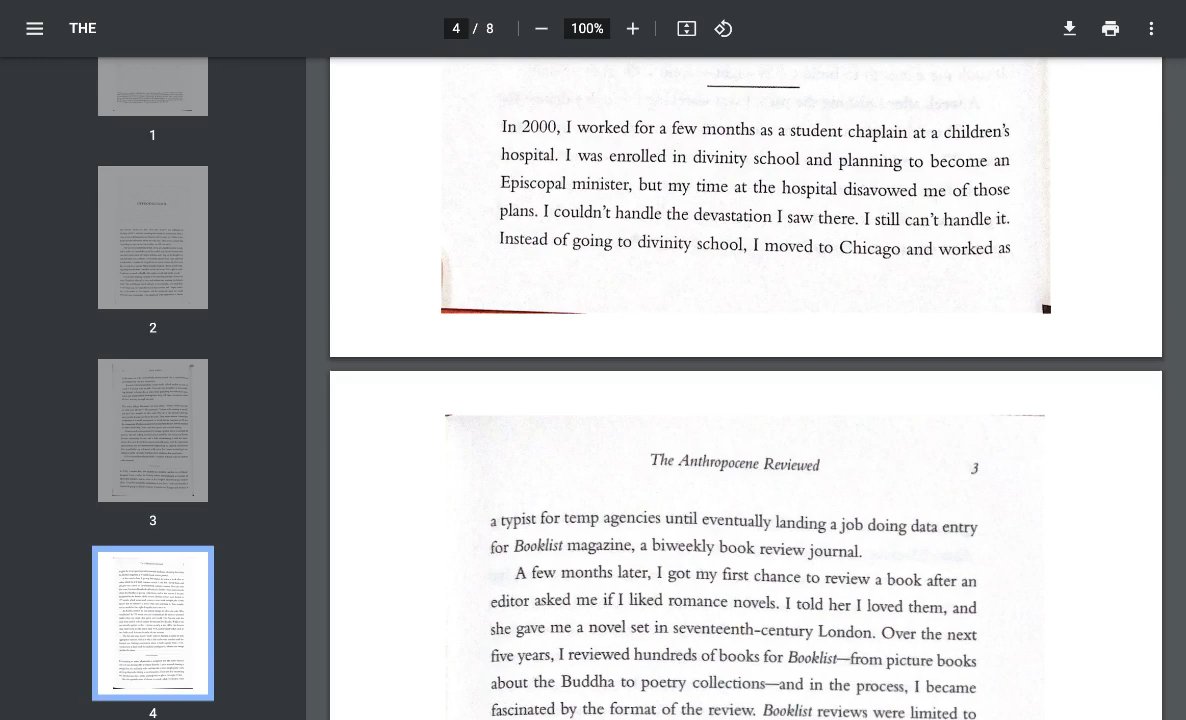 THE
4 / 8
100%
1
2
3
4
In 2000, I worked for a few months as a student chaplain at a children's
hospital. I was enrolled in divinity school and planning to become an
Episcopal minister, but my time at the hospital disavowed me of those
plans. I couldn't handle the devastation I saw there. I still can't handle it.
Instead of going to divinity school, I moved to Chicago and worked as
The Anthropocene Reviewed 3
a typist for temp agencies until eventually landing a job doing data entry
for Booklist magazine, a biweekly book review journal.
A few months later, I got my first chance to review a book after an
editor asked me if I liked romance novels. I told her I loved them, and
she gave me a novel set in seventeenth-century London. Over the next
five years, I reviewed hundreds of books for Booklist—from picture books
about the Buddha to poetry collections—and in the process, I became
fascinated by the format of the review. Booklist reviews were limited to